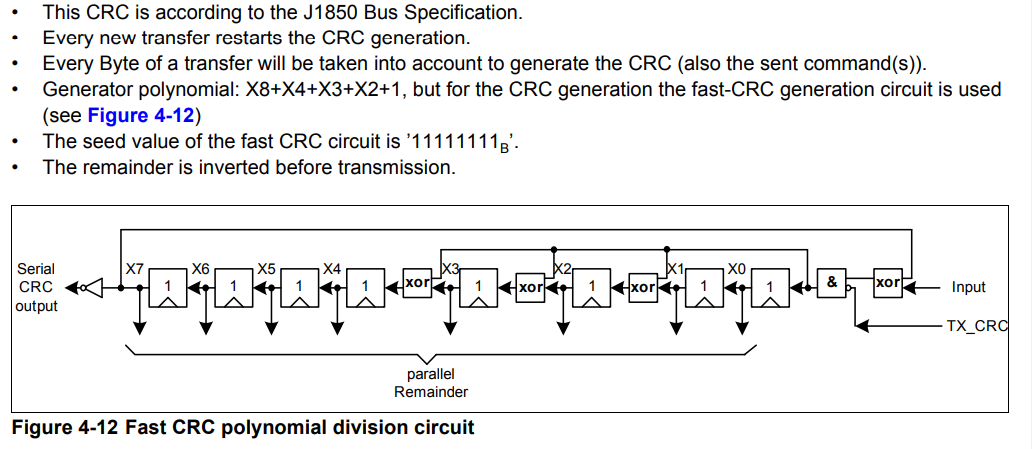 • This CRC is according to the J1850 Bus Specification.
• Every new transfer restarts the CRC generation.
• Every Byte of a transfer will be taken into account to generate the CRC (also the sent command(s)).
• Generator polynomial: X8+X4+X3+X2+1, but for the CRC generation the fast-CRC generation circuit is used
(see Figure 4-12)
• The seed value of the fast CRC circuit is ’11111111B’.
• The remainder is inverted before transmission.
Serial
CRC
output
X7 X6 X5 X4 X3 X2 X1 X0
1 1 1 1 xor 1 xor 1 xor 1 1 & xor
Input
TX_CRC
parallel
Remainder
Figure 4-12 Fast CRC polynomial division circuit